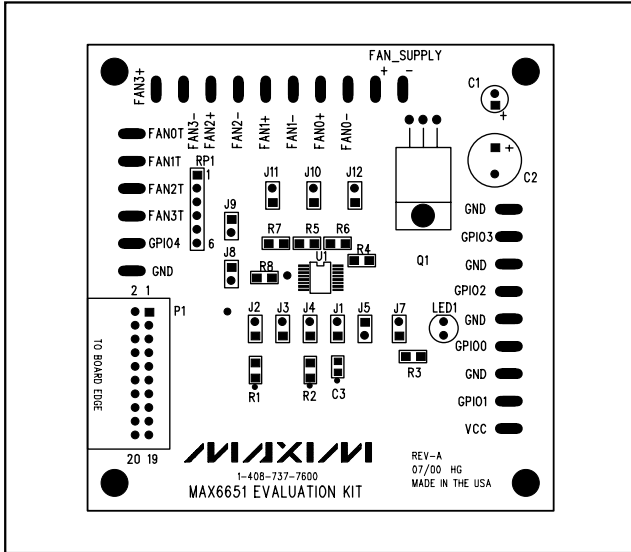 FAN_SUPPLY
+ -
FAN3+
FAN3-
FAN2+
FAN2-
FAN1+
FAN1-
FAN0+
FAN0-
C1
+
+
C2
FAN0T
FAN1T
FAN2T
FAN3T
GPIO4
GND
RP1
1
6
J9
J8
J11
J10
J12
R7
R5
R6
U1
R4
R8
Q1
GND
GPIO3
GND
GPIO2
GND
GPIO0
GND
GPIO1
VCC
2 1
P1
TO BOARD EDGE
20 19
J2
J3
J4
J1
J5
J7
LED1
R1
R2
C3
R3
MAXIM
1-408-737-7600
MAX6651 EVALUATION KIT
REV-A
07/00 HG
MADE IN THE USA